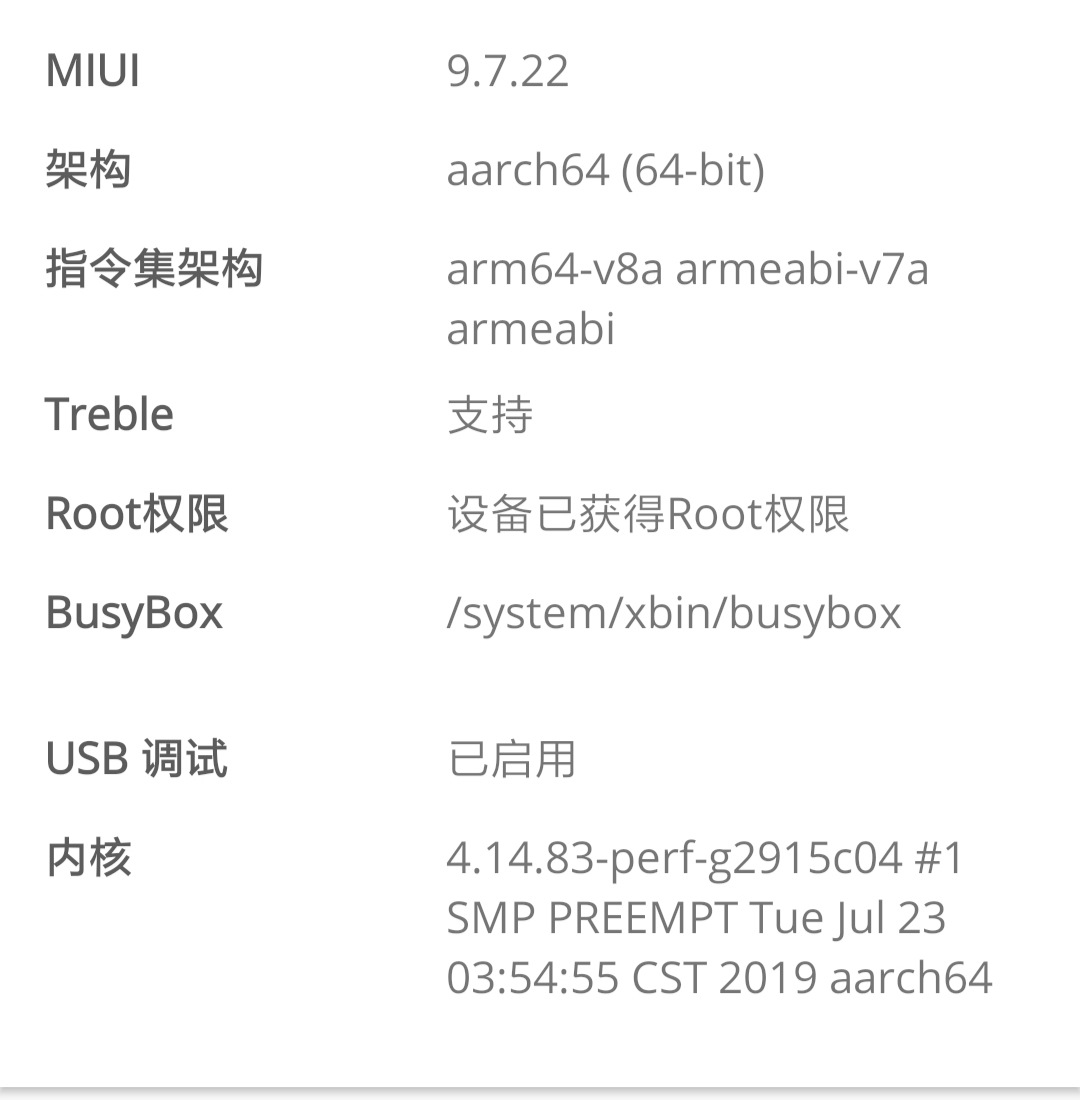 MIUI 9.7.22
架构 aarch64 (64-bit)
指令集架构 arm64-v8a armeabi-v7a
armeabi
Treble 支持
Root权限 设备已获得Root权限
BusyBox /system/xbin/busybox
USB 调试 已启用
内核 4.14.83-perf-g2915c04 #1
SMP PREEMPT Tue Jul 23
03:54:55 CST 2019 aarch64